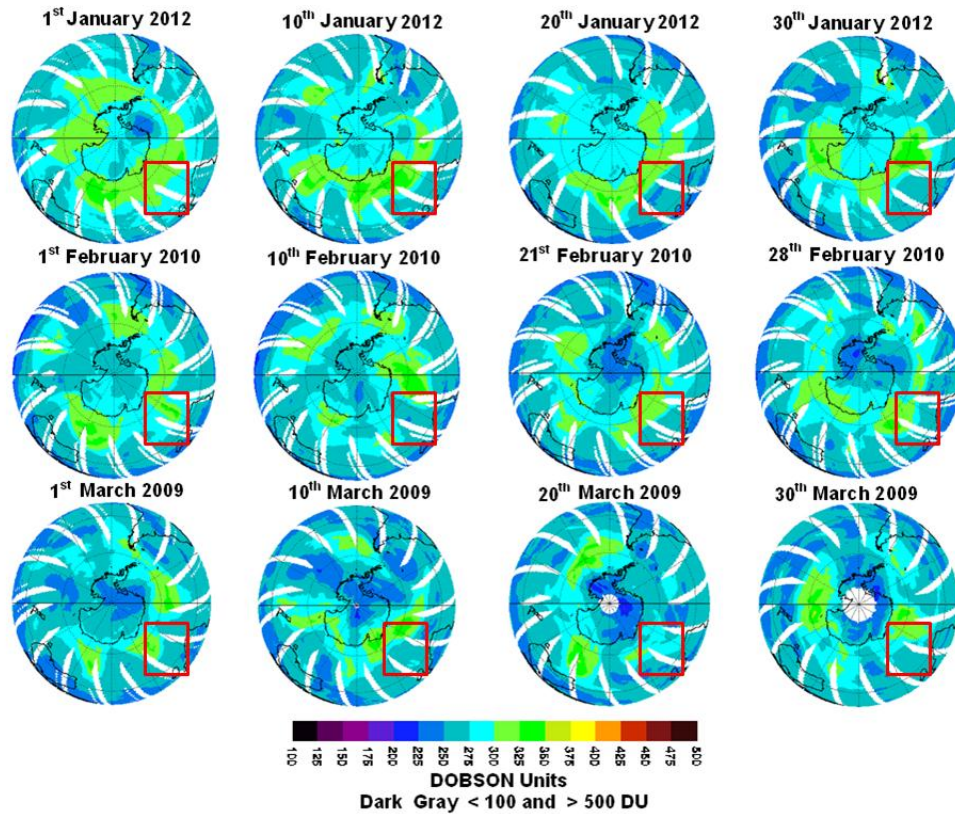 1st January 2012 10th January 2012 20th January 2012 30th January 2012
1st February 2010 10th February 2010 21st February 2010 28th February 2010
1st March 2009 10th March 2009 20th March 2009 30th March 2009
100 125 150 175 200 225 250 275 300 325 350 375 400 425 450 475 500
DOBSON Units
Dark Gray < 100 and > 500 DU